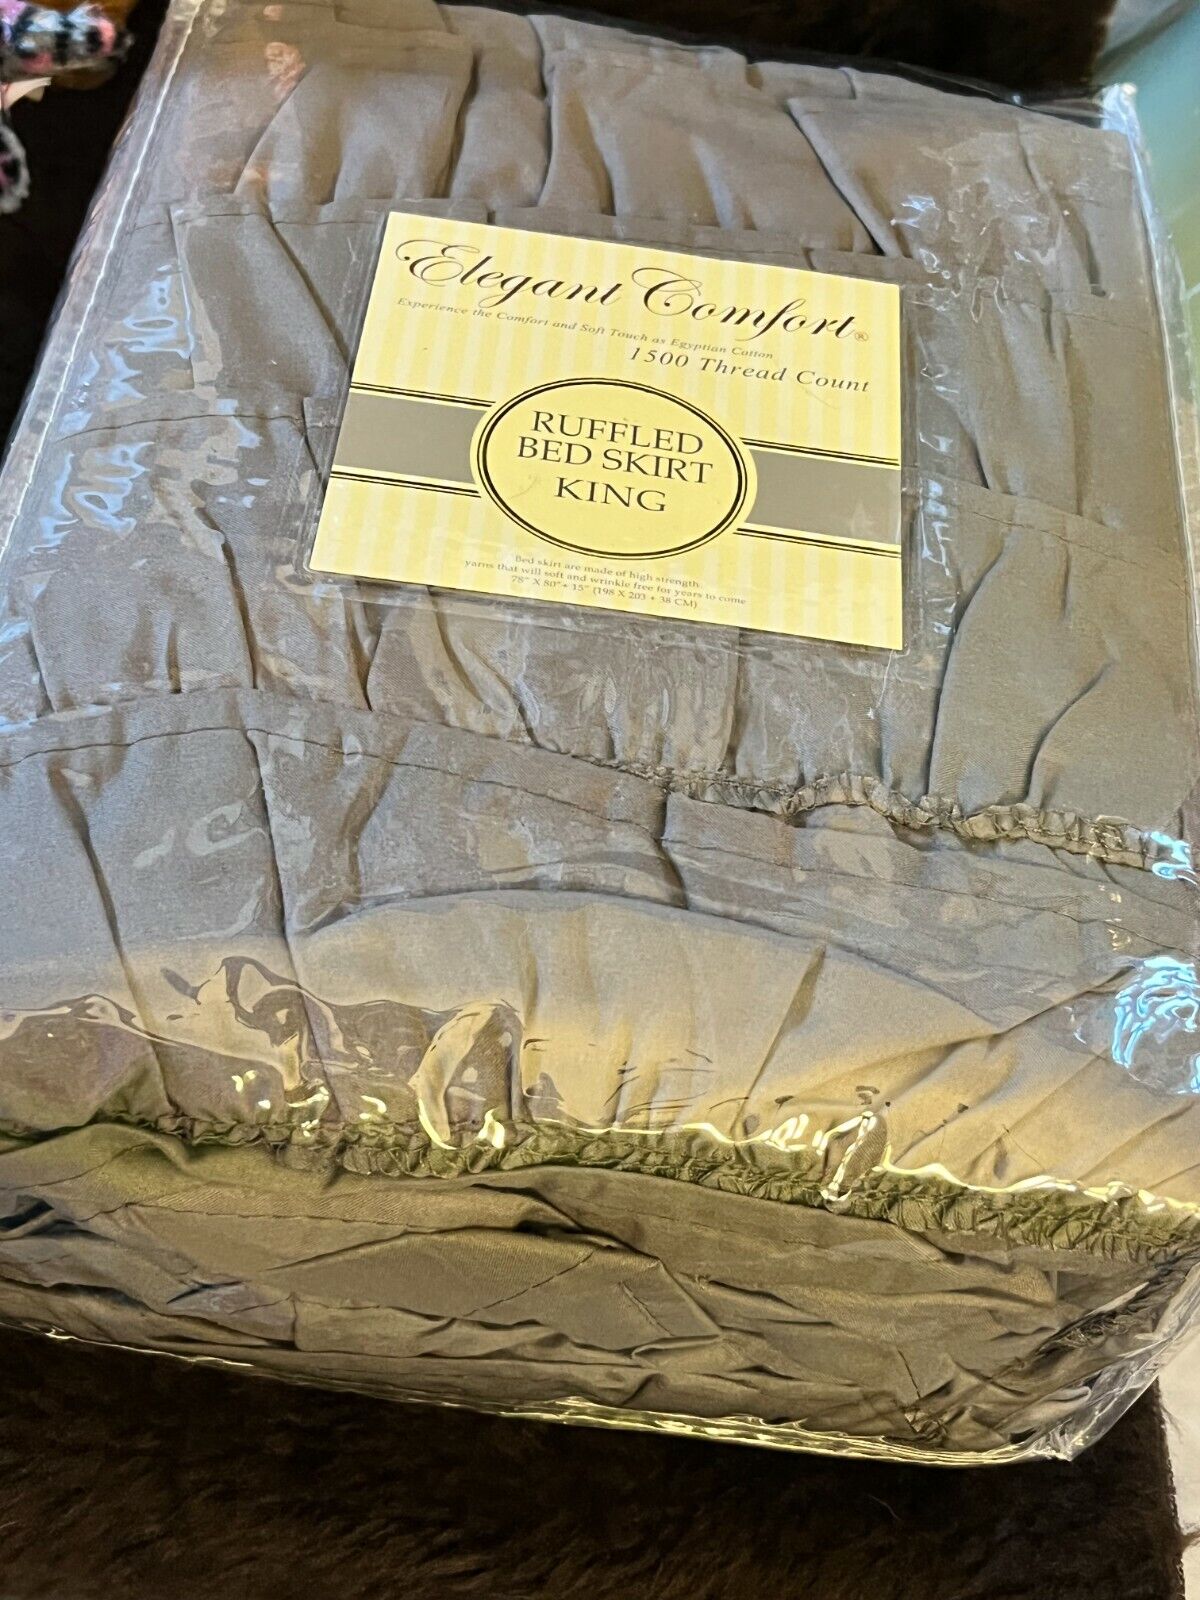 Elegant Comfort®
Experience the Comfort and Soft Touch as Egyptian Cotton
1500 Thread Count
RUFFLED
BED SKIRT
KING
Bed skirt are made of high strength
yarns that will soft and wrinkle free for years to come
78" X 80"+ 15" (198 X 203 + 38 CM)